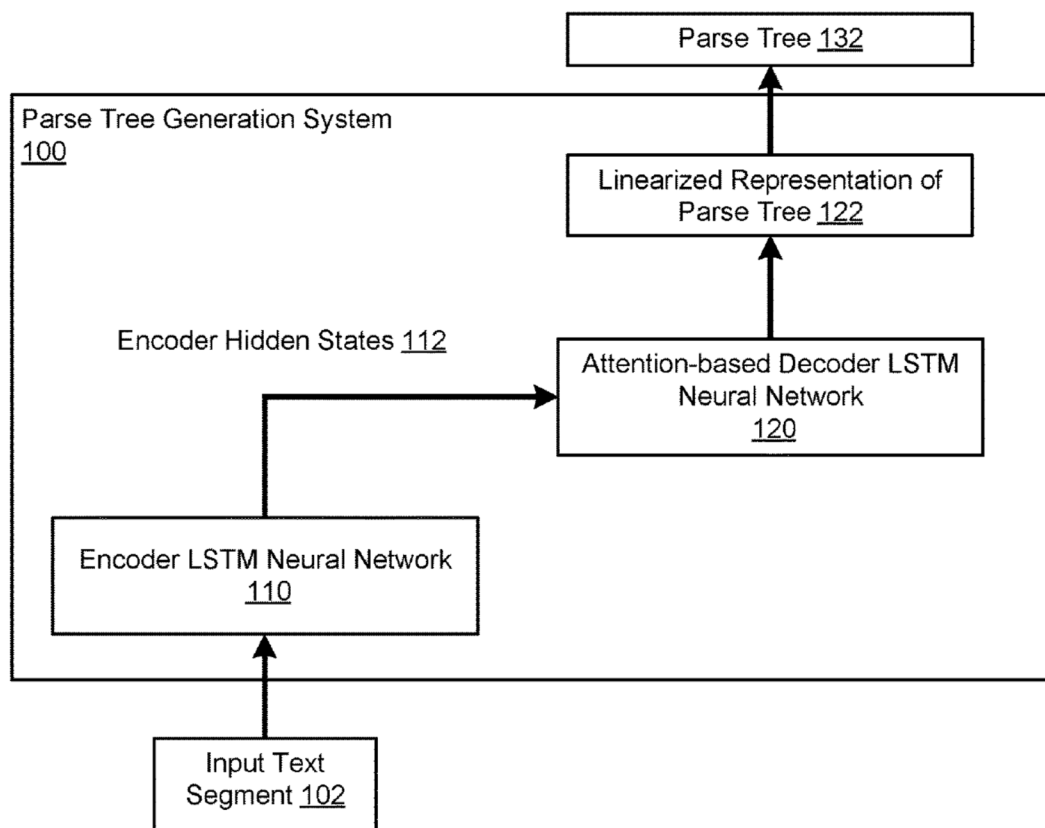 Parse Tree 132
Parse Tree Generation System
100
Linearized Representation of
Parse Tree 122
Encoder Hidden States 112
Attention-based Decoder LSTM
Neural Network
120
Encoder LSTM Neural Network
110
Input Text
Segment 102